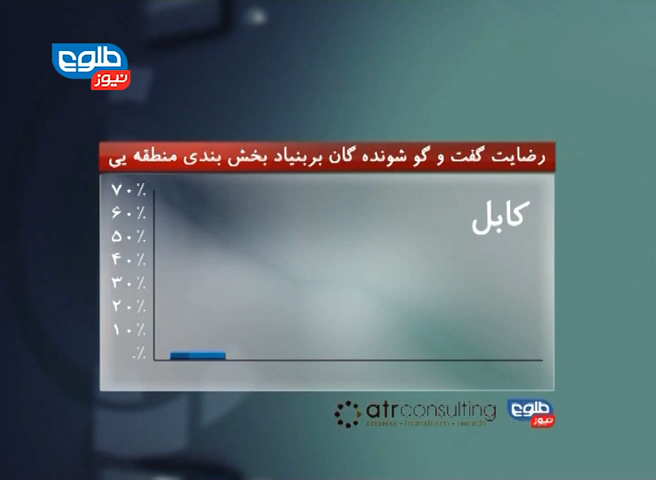 طلوع
نیوز
رضایت گفت و گو شونده گان بربنیاد بخش بندی منطقه یی
کابل
۷۰٪
۶۰٪
۵۰٪
۴۰٪
۳۰٪
۲۰٪
۱۰٪
۰٪
atrconsulting
طلوع
نیوز